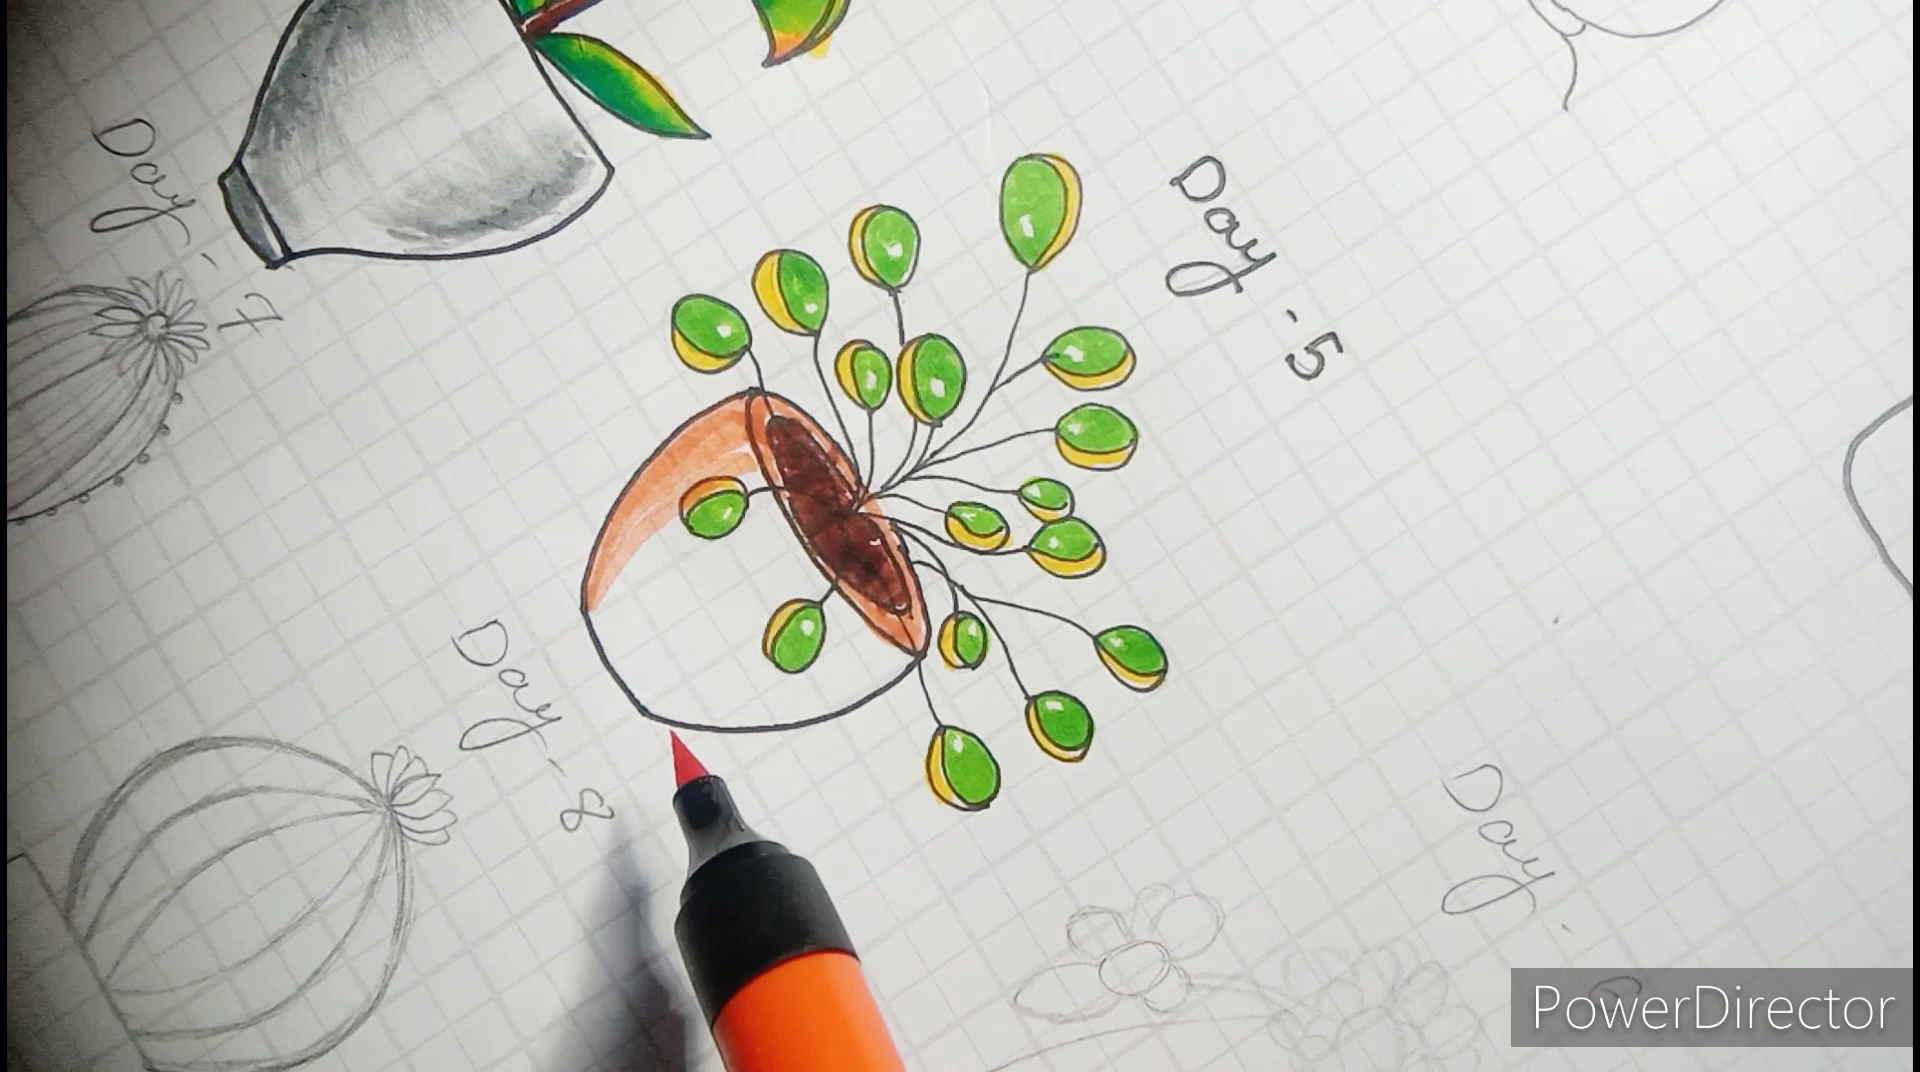 Day - 7
Day - 5
Day - 8
Day -
PowerDirector